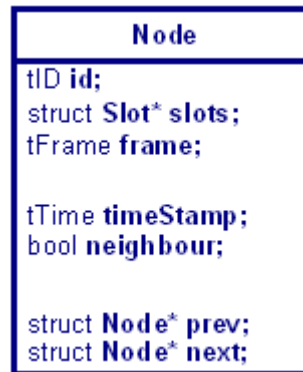 Node
tID id;
struct Slot* slots;
tFrame frame;
tTime timeStamp;
bool neighbour;
struct Node* prev;
struct Node* next;